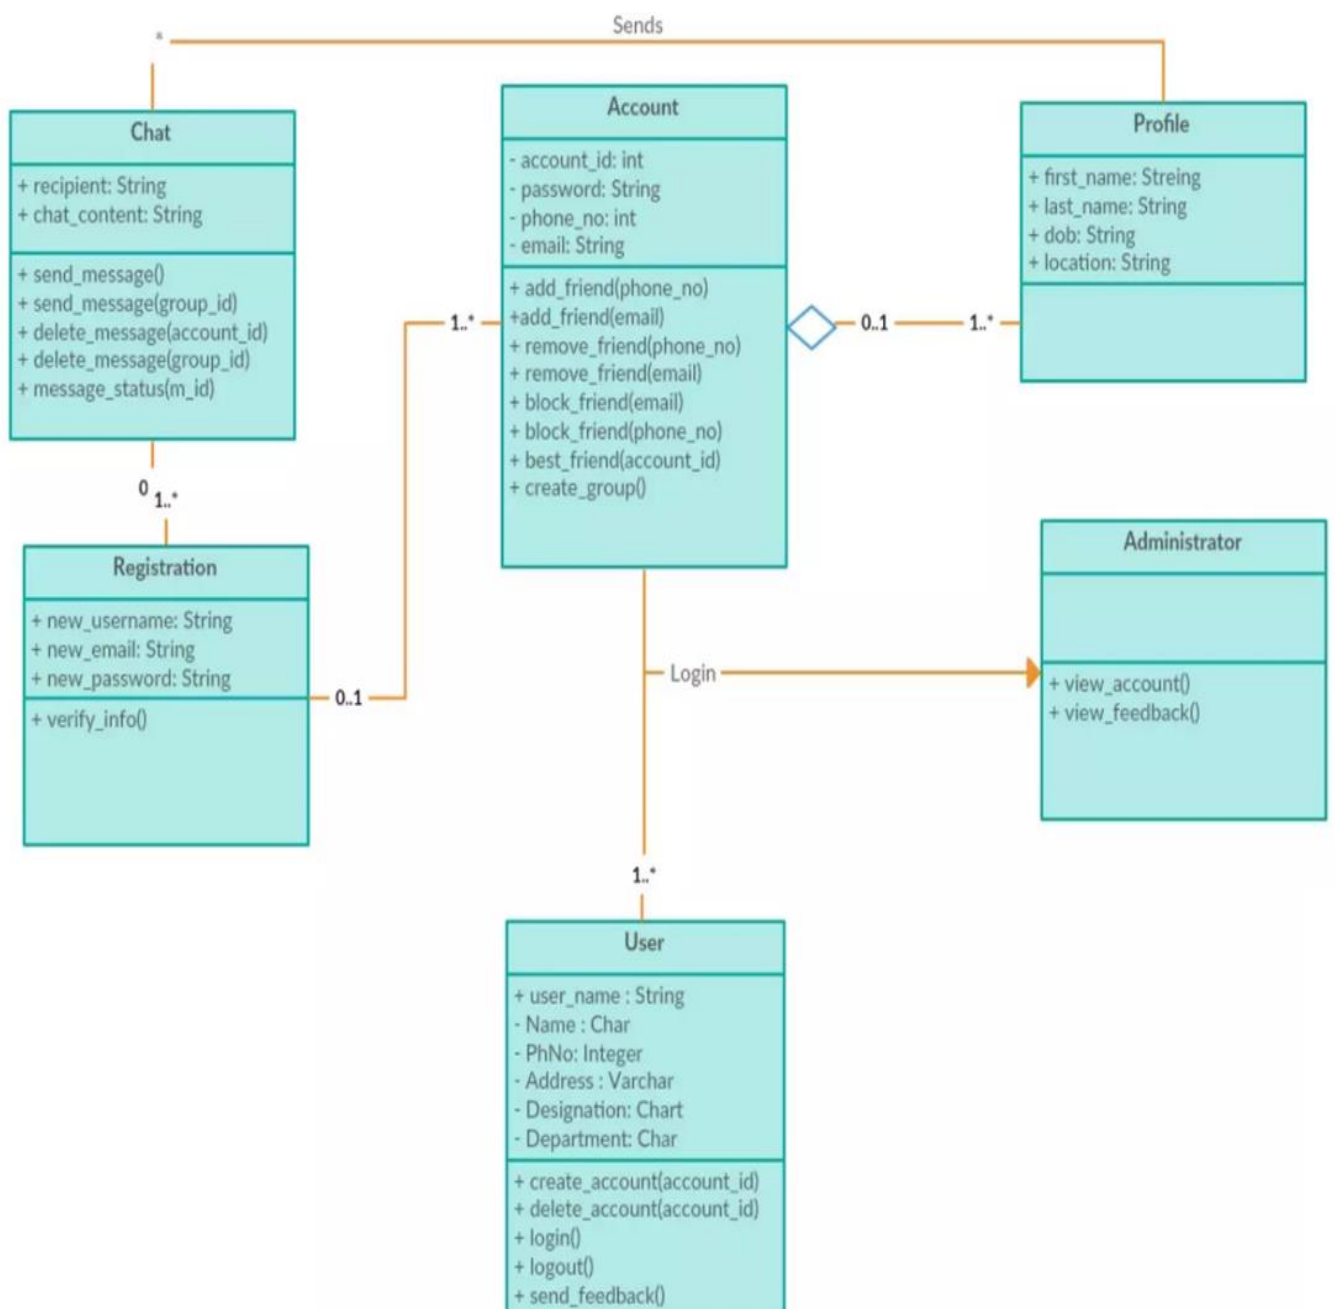 Sends
*
Chat
+ recipient: String
+ chat_content: String
+ send_message()
+ send_message(group_id)
+ delete_message(account_id)
+ delete_message(group_id)
+ message_status(m_id)
Account
- account_id: int
- password: String
- phone_no: int
- email: String
+ add_friend(phone_no)
+add_friend(email)
+ remove_friend(phone_no)
+ remove_friend(email)
+ block_friend(email)
+ block_friend(phone_no)
+ best_friend(account_id)
+ create_group()
Profile
+ first_name: Streing
+ last_name: String
+ dob: String
+ location: String
1..*
0..1
1..*
0
1..*
Registration
+ new_username: String
+ new_email: String
+ new_password: String
+ verify_info()
0..1
Login
Administrator
+ view_account()
+ view_feedback()
1..*
User
+ user_name : String
- Name : Char
- PhNo: Integer
- Address : Varchar
- Designation: Chart
- Department: Char
+ create_account(account_id)
+ delete_account(account_id)
+ login()
+ logout()
+ send_feedback()